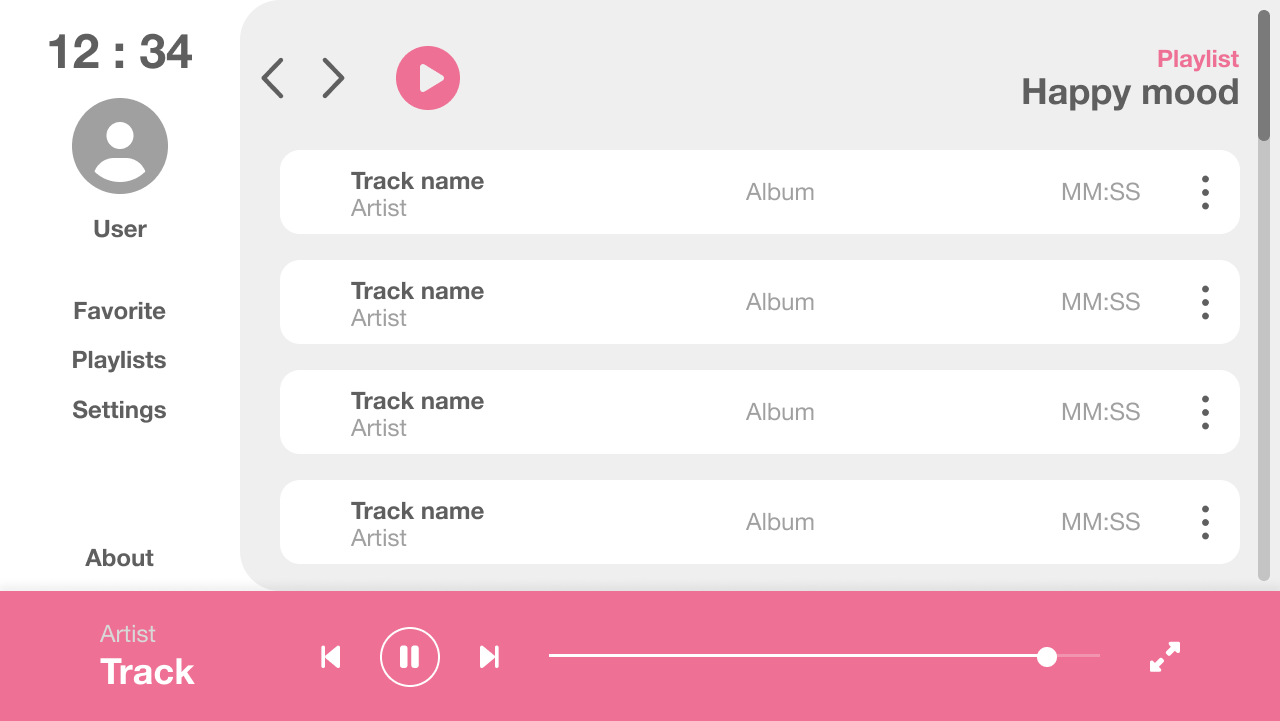 12 : 34
User
Favorite
Playlists
Settings
About
Playlist
Happy mood
Track name
Artist
Album
MM:SS
Track name
Artist
Album
MM:SS
Track name
Artist
Album
MM:SS
Track name
Artist
Album
MM:SS
Artist
Track